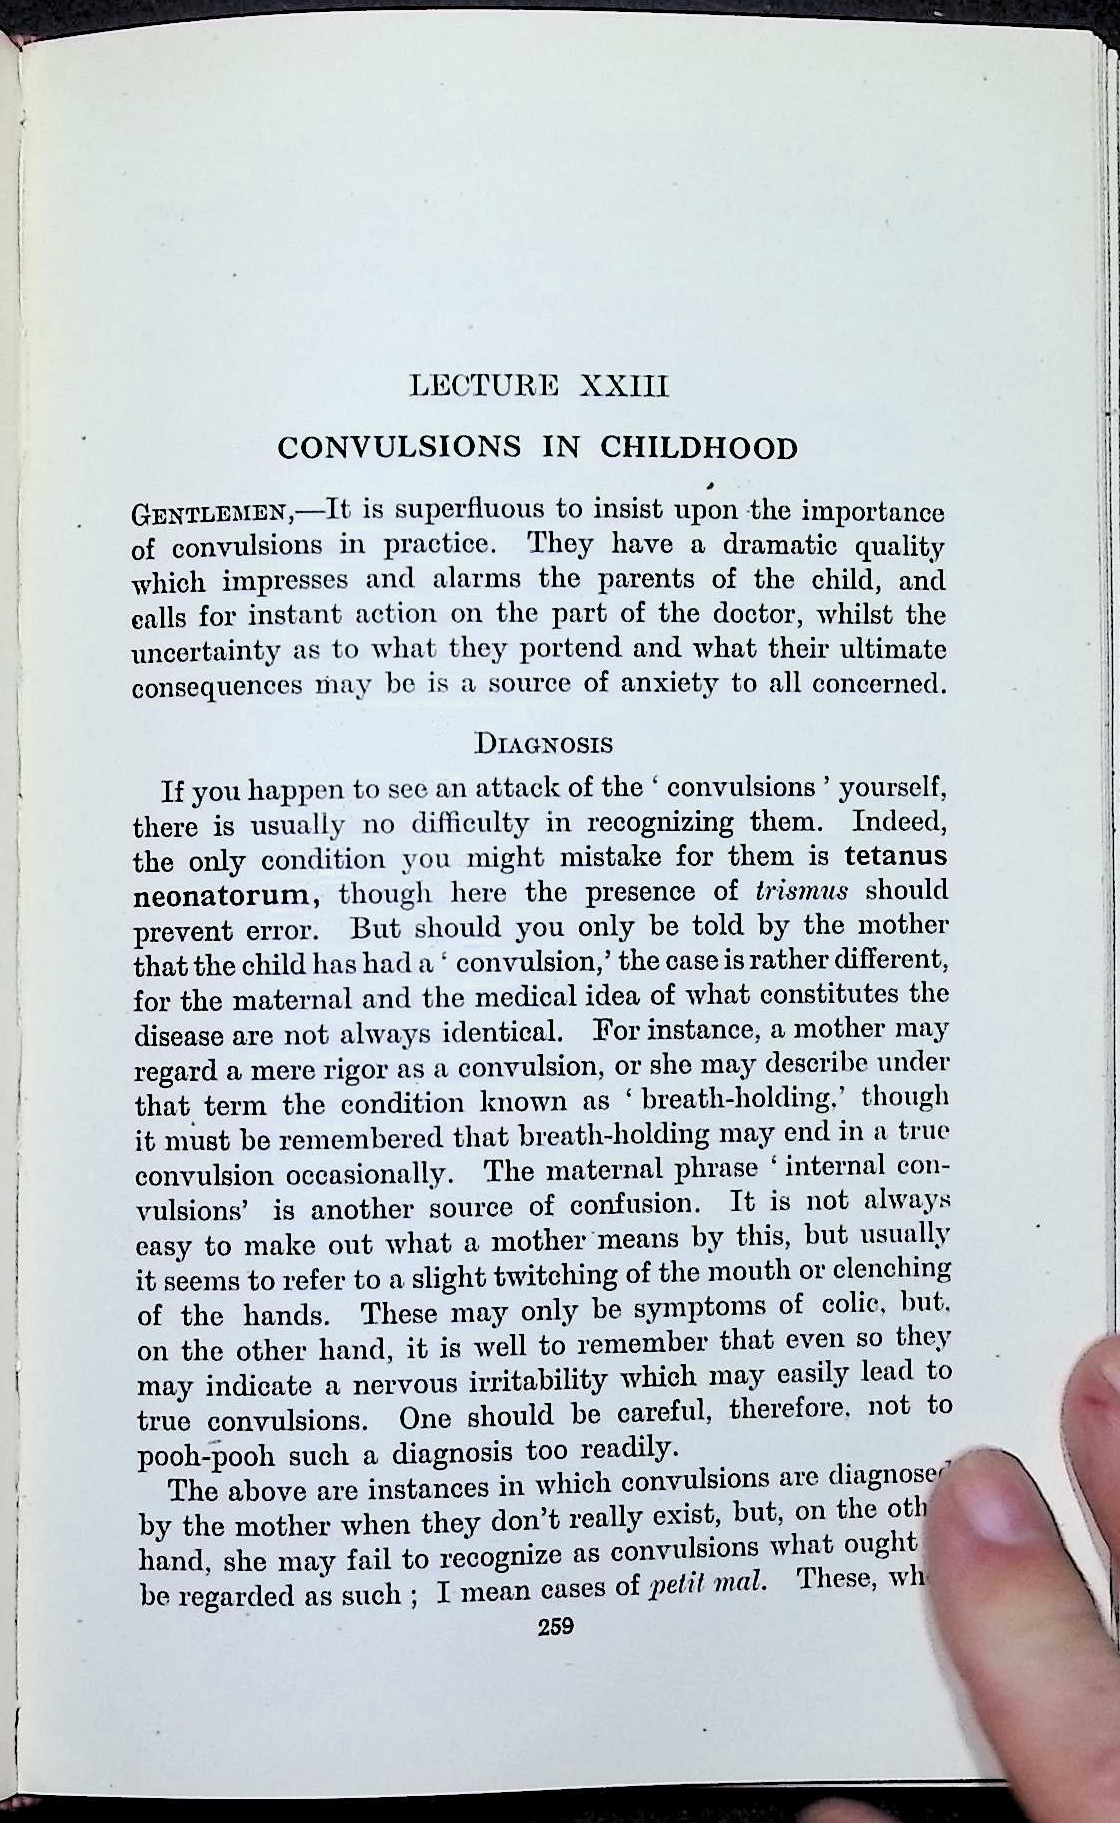 LECTURE XXIII
CONVULSIONS IN CHILDHOOD
GENTLEMEN,—It is superfluous to insist upon the importance
of convulsions in practice. They have a dramatic quality
which impresses and alarms the parents of the child, and
calls for instant action on the part of the doctor, whilst the
uncertainty as to what they portend and what their ultimate
consequences may be is a source of anxiety to all concerned.
DIAGNOSIS
If you happen to see an attack of the ‘ convulsions ’ yourself,
there is usually no difficulty in recognizing them. Indeed,
the only condition you might mistake for them is tetanus
neonatorum, though here the presence of trismus should
prevent error. But should you only be told by the mother
that the child has had a ‘ convulsion,’ the case is rather different,
for the maternal and the medical idea of what constitutes the
disease are not always identical. For instance, a mother may
regard a mere rigor as a convulsion, or she may describe under
that term the condition known as ‘ breath-holding,’ though
it must be remembered that breath-holding may end in a true
convulsion occasionally. The maternal phrase ‘ internal con-
vulsions’ is another source of confusion. It is not always
easy to make out what a mother means by this, but usually
it seems to refer to a slight twitching of the mouth or clenching
of the hands. These may only be symptoms of colic, but,
on the other hand, it is well to remember that even so they
may indicate a nervous irritability which may easily lead to
true convulsions. One should be careful, therefore, not to
pooh-pooh such a diagnosis too readily.
The above are instances in which convulsions are diagnosed
by the mother when they don’t really exist, but, on the
hand, she may fail to recognize as convulsions what ought
be regarded as such ; I mean cases of petit mal. These,
259